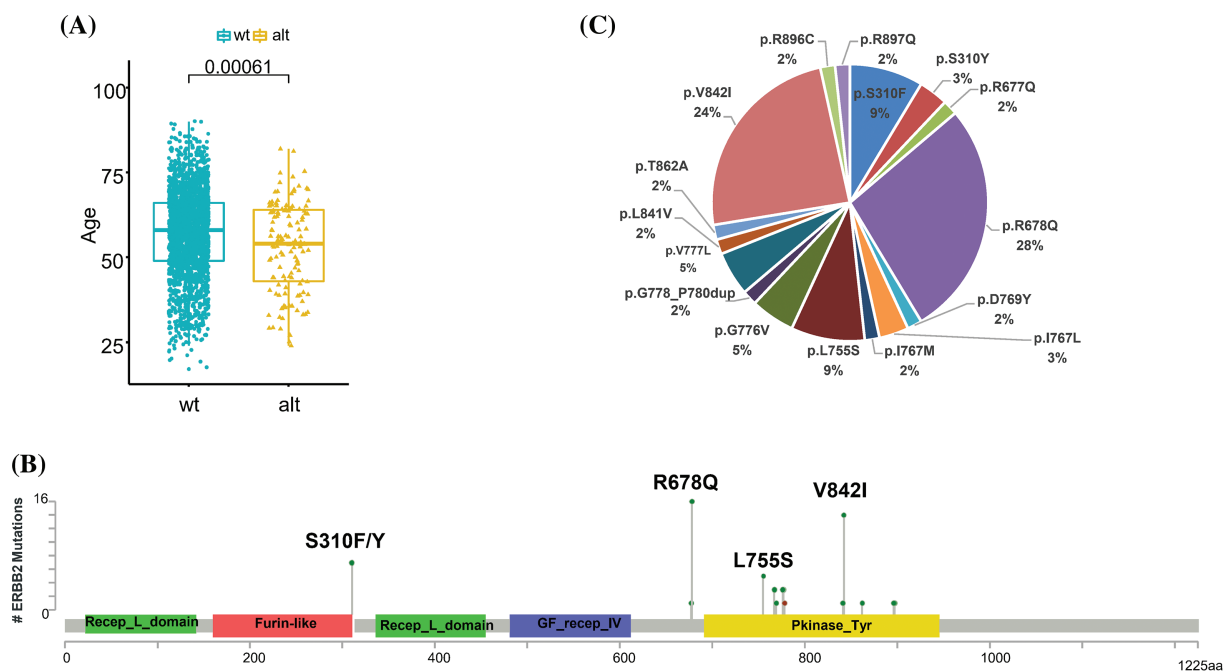 (A)
wt alt
0.00061
100
75
50
25
Age
wt alt
(C)
p.R896C
2%
p.R897Q
2%
p.S310Y
3%
p.S310F
9%
p.R677Q
2%
p.V842I
24%
p.T862A
2%
p.L841V
2%
p.V777L
5%
p.G778_P780dup
2%
p.G776V
5%
p.L755S
9%
p.I767M
2%
p.I767L
3%
p.D769Y
2%
p.R678Q
28%
(B)
# ERBB2 Mutations
16
0
S310F/Y
R678Q
L755S
V842I
Recep_L_domain
Furin-like
Recep_L_domain
GF_recep_IV
Pkinase_Tyr
0 200 400 600 800 1000 1225aa